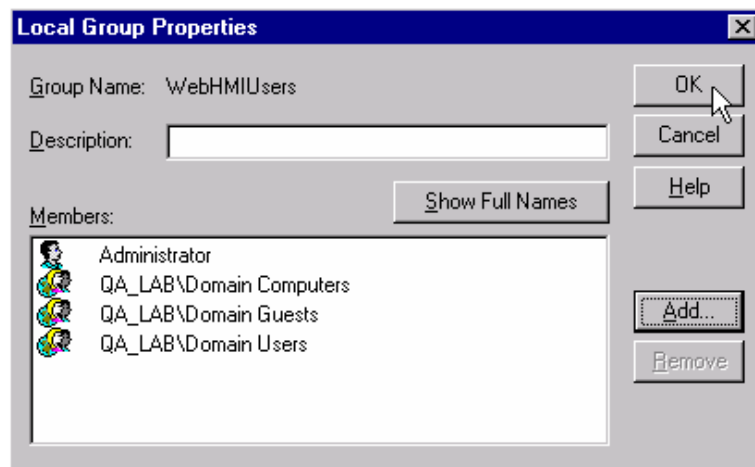 Local Group Properties
Group Name: WebHMIUsers
OK
Description:
Cancel
Show Full Names
Help
Members:
Administrator
QA_LAB\Domain Computers
QA_LAB\Domain Guests
QA_LAB\Domain Users
Add...
Remove